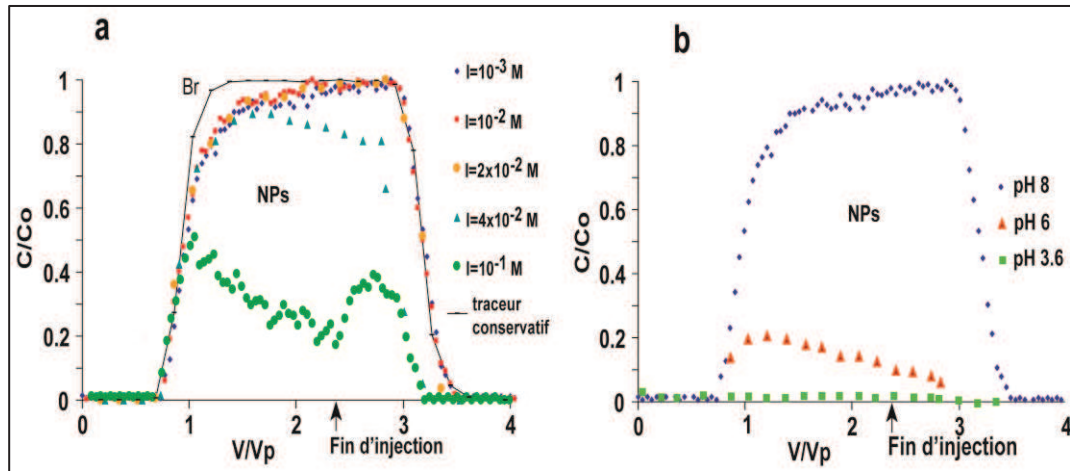 a
C/Co
1
0.8
0.6
0.4
0.2
0
Br
NPs
0 1 2 3 4
V/Vp
Fin d'injection
I=10⁻³ M
I=10⁻² M
I=2x10⁻² M
I=4x10⁻² M
I=10⁻¹ M
traceur
conservatif
b
C/Co
1
0.8
0.6
0.4
0.2
0
NPs
0 1 2 3 4
V/Vp
Fin d'injection
pH 8
pH 6
pH 3.6